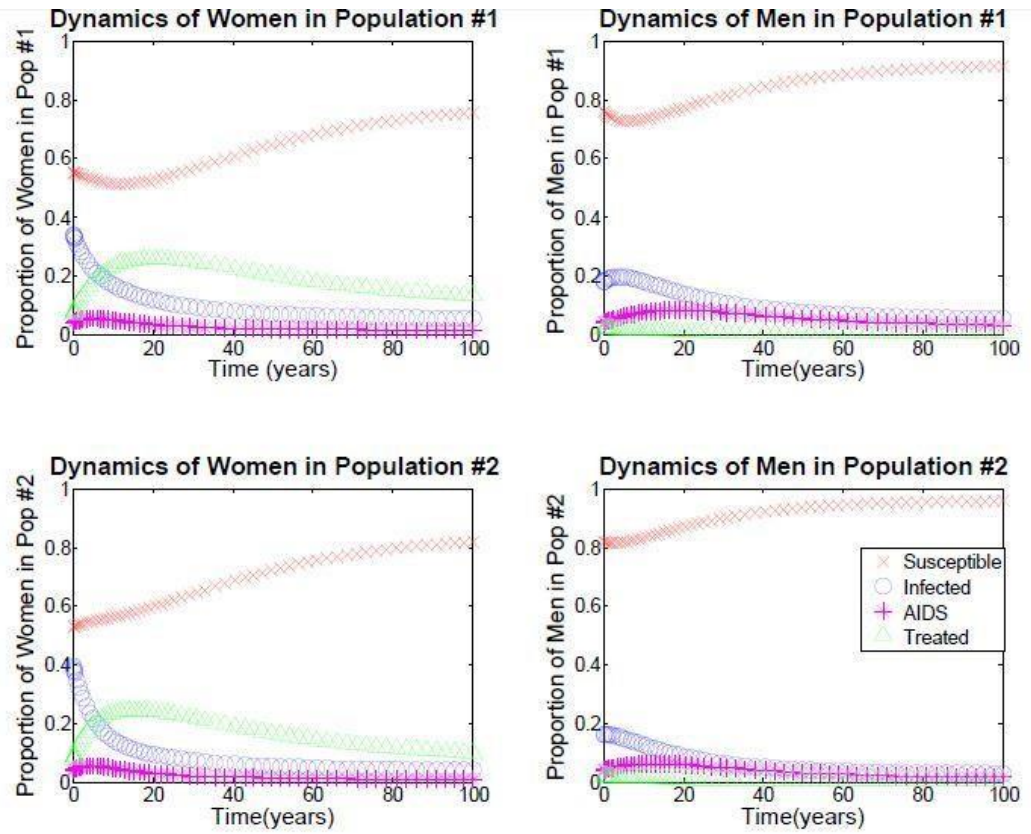 Dynamics of Women in Population #1
Proportion of Women in Pop #1
1
0.8
0.6
0.4
0.2
0
0 20 40 60 80 100
Time (years)
Dynamics of Men in Population #1
Proportion of Men in Pop #1
1
0.8
0.6
0.4
0.2
0
0 20 40 60 80 100
Time(years)
Dynamics of Women in Population #2
Proportion of Women in Pop #2
1
0.8
0.6
0.4
0.2
0
0 20 40 60 80 100
Time(years)
Dynamics of Men in Population #2
Proportion of Men in Pop #2
1
0.8
0.6
0.4
0.2
0
0 20 40 60 80 100
Time(years)
Susceptible
Infected
AIDS
Treated